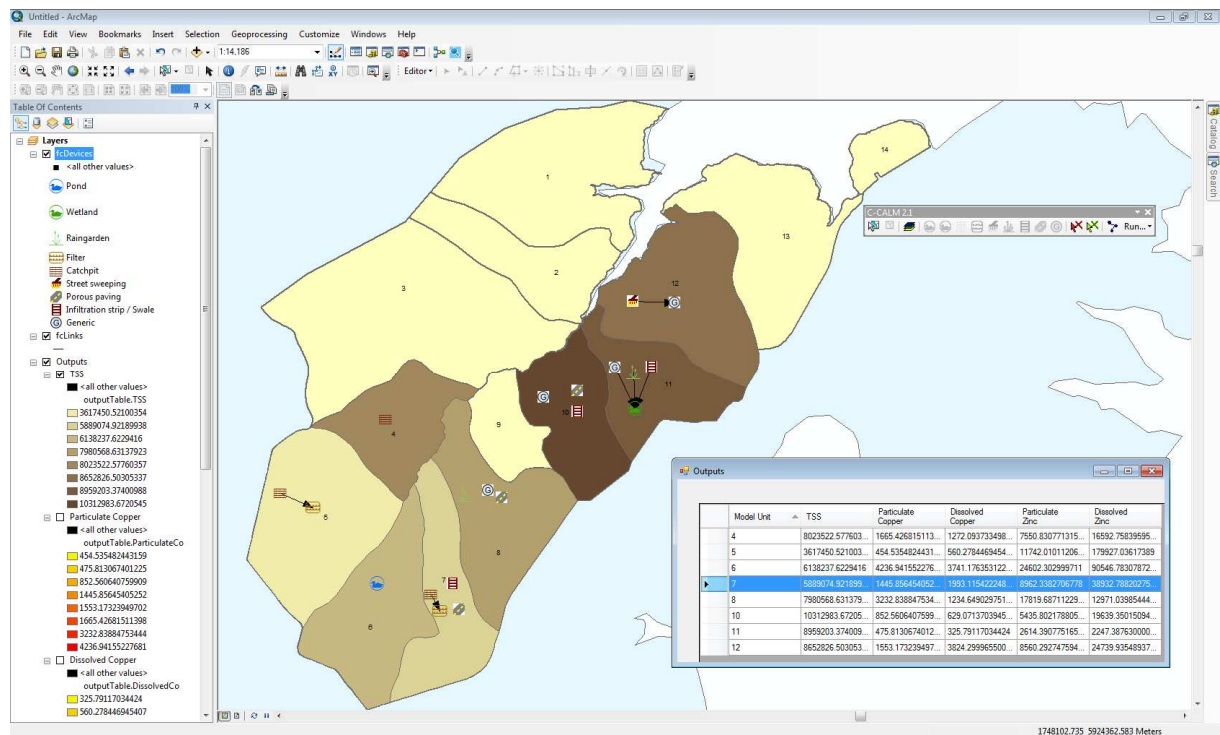 Untitled - ArcMap
File Edit View Bookmarks Insert Selection Geoprocessing Customize Windows Help
1:14,186
Editor
100%
Table Of Contents
Layers
fcDevices
<all other values>
Pond
Wetland
Raingarden
Filter
Catchpit
Street sweeping
Porous paving
Infiltration strip / Swale
Generic
fcLinks
Outputs
TSS
<all other values>
outputTable.TSS
3617450.52100354
5889074.92189938
6138237.6229416
7980568.63137923
8023522.57760357
8652826.50305337
8959203.37400988
10312983.6720545
Particulate Copper
<all other values>
outputTable.ParticulateCo
454.535482443159
475.813067401225
852.560640759909
1445.8564545252
1553.17323949702
1665.42681511398
3232.83884753444
4236.94155227681
Dissolved Copper
<all other values>
outputTable.DissolvedCo
325.79117034424
560.278446945407
1
2
3
4
5
6
7
8
9
10
11
12
13
14
G
G
G
G
C-CALM 2.1
Run...
Catalog
Search
Outputs
Model Unit TSS Particulate Copper Dissolved Copper Particulate Zinc Dissolved Zinc
4 8023522.577603... 1665.426815113... 1272.093733498... 7550.830771315... 16592.75839595...
5 3617450.521003... 454.5354824431... 560.2784469454... 11742.01011206... 179927.03617389
6 6138237.6229416 4236.941552276... 3741.176353122... 24602.302999711 90546.78307872...
7 5889074.921899... 1445.856454052... 1993.115422248... 8962.3382706778 38932.78820275...
8 7980568.631379... 3232.838847534... 1234.649029751... 17819.68711229... 12971.03985444...
10 10312983.67205... 852.5606407599... 629.0713703945... 5435.802178805... 19639.35015094...
11 8959203.374009... 475.8130674012... 325.79117034424 2614.390775165... 2247.387630000...
12 8652826.503053... 1553.173239497... 3824.299965500... 8560.292747594... 24739.93548937...
1748102.735 5924362.583 Meters